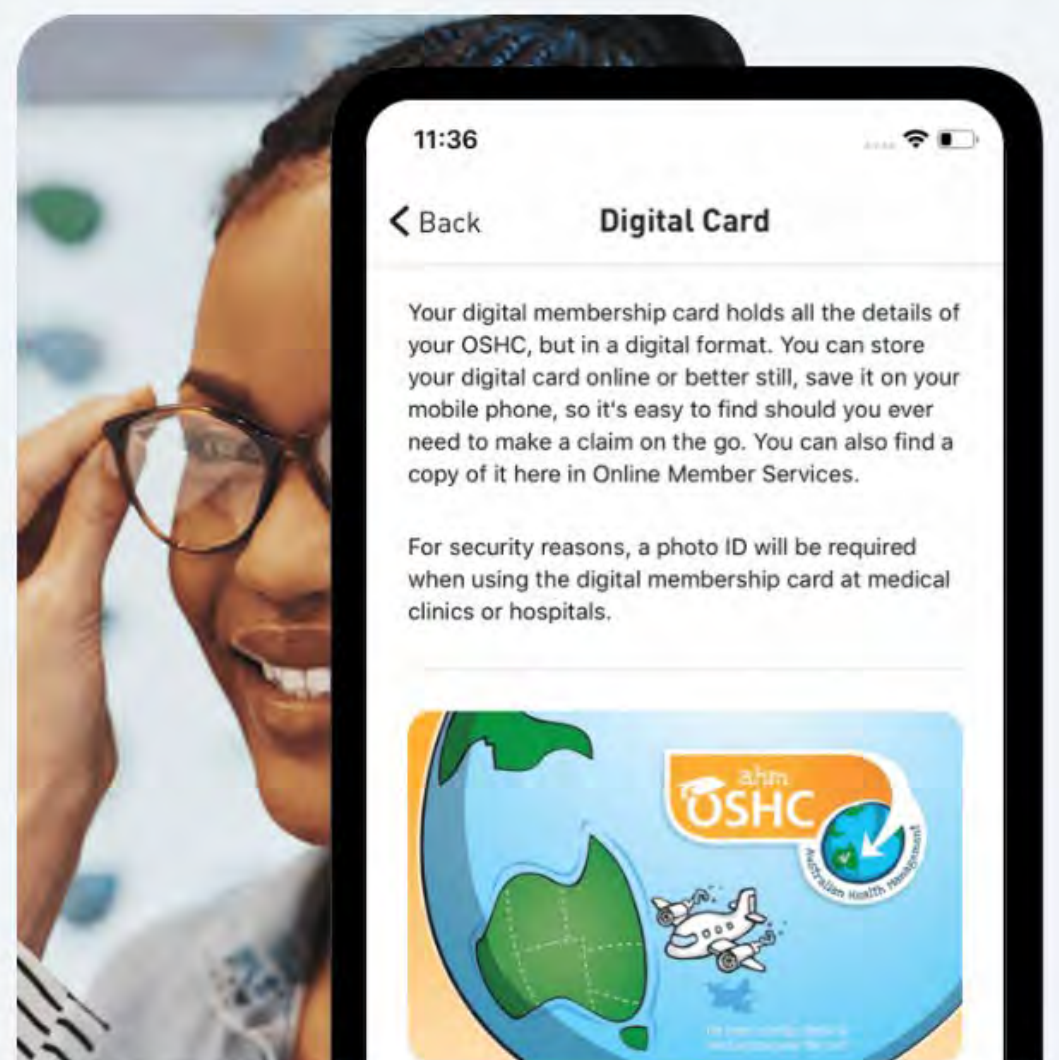 11:36
Back
Digital Card
Your digital membership card holds all the details of
your OSHC, but in a digital format. You can store
your digital card online or better still, save it on your
mobile phone, so it's easy to find should you ever
need to make a claim on the go. You can also find a
copy of it here in Online Member Services.
For security reasons, a photo ID will be required
when using the digital membership card at medical
clinics or hospitals.
ahm
OSHC
Australian Health Management